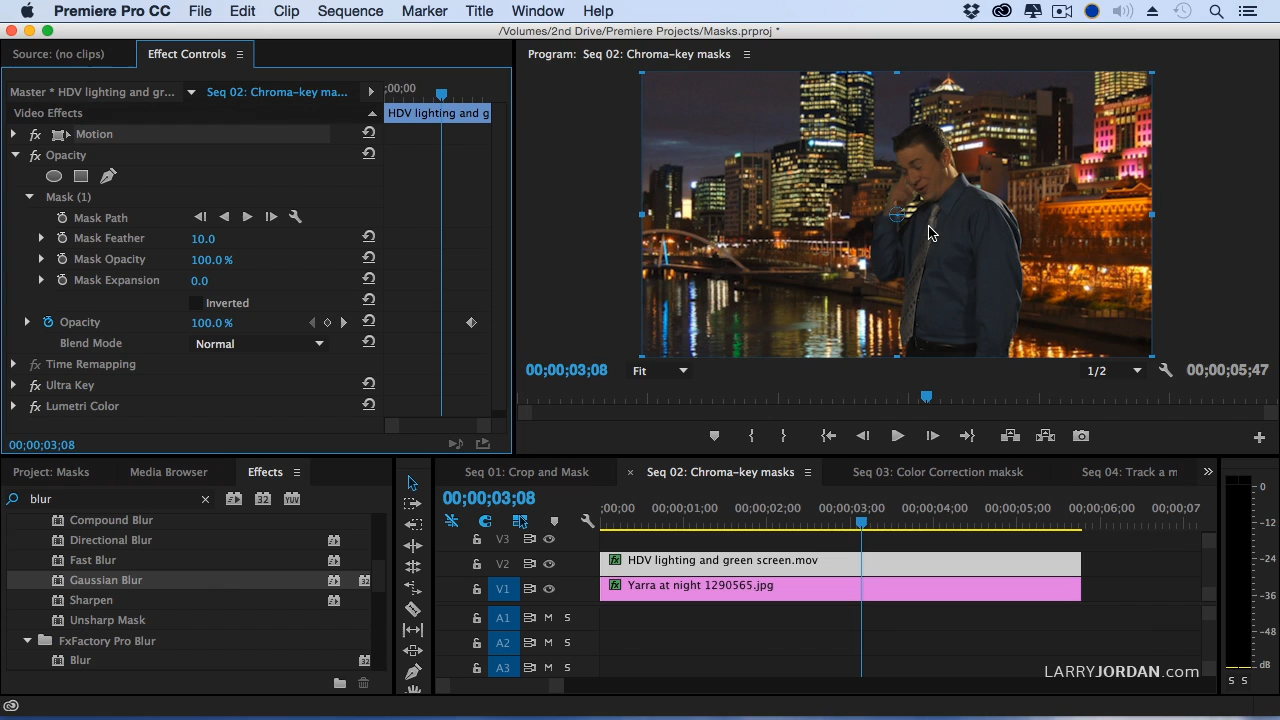 Premiere Pro CC File Edit Clip Sequence Marker Title Window Help
/Volumes/2nd Drive/Premiere Projects/Masks.prproj *
Source: (no clips) Effect Controls
Program: Seq 02: Chroma-key masks
Master * HDV lighting and gr... Seq 02: Chroma-key ma... ;00;00
Video Effects HDV lighting and g
fx Motion
fx Opacity
Mask (1)
Mask Path
Mask Feather 10.0
Mask Opacity 100.0 %
Mask Expansion 0.0
Inverted
Opacity 100.0 %
Blend Mode Normal
fx Time Remapping
fx Ultra Key
fx Lumetri Color
00;00;03;08
00;00;03;08 Fit 1/2 00;00;05;47
Project: Masks Media Browser Effects
blur
Compound Blur
Directional Blur
Fast Blur
Gaussian Blur
Sharpen
Unsharp Mask
FxFactory Pro Blur
Blur
Seq 01: Crop and Mask × Seq 02: Chroma-key masks Seq 03: Color Correction maksk Seq 04: Track a m
00;00;03;08
;00;00 00;00;01;00 00;00;02;00 00;00;03;00 00;00;04;00 00;00;05;00 00;00;06;00 00;00;07
V3
V2 fx HDV lighting and green screen.mov
V1 fx Yarra at night 1290565.jpg
A1 M S
A2 M S
A3 M S
0
-12
-24
-36
-48
dB
S S
LARRYJORDAN.com